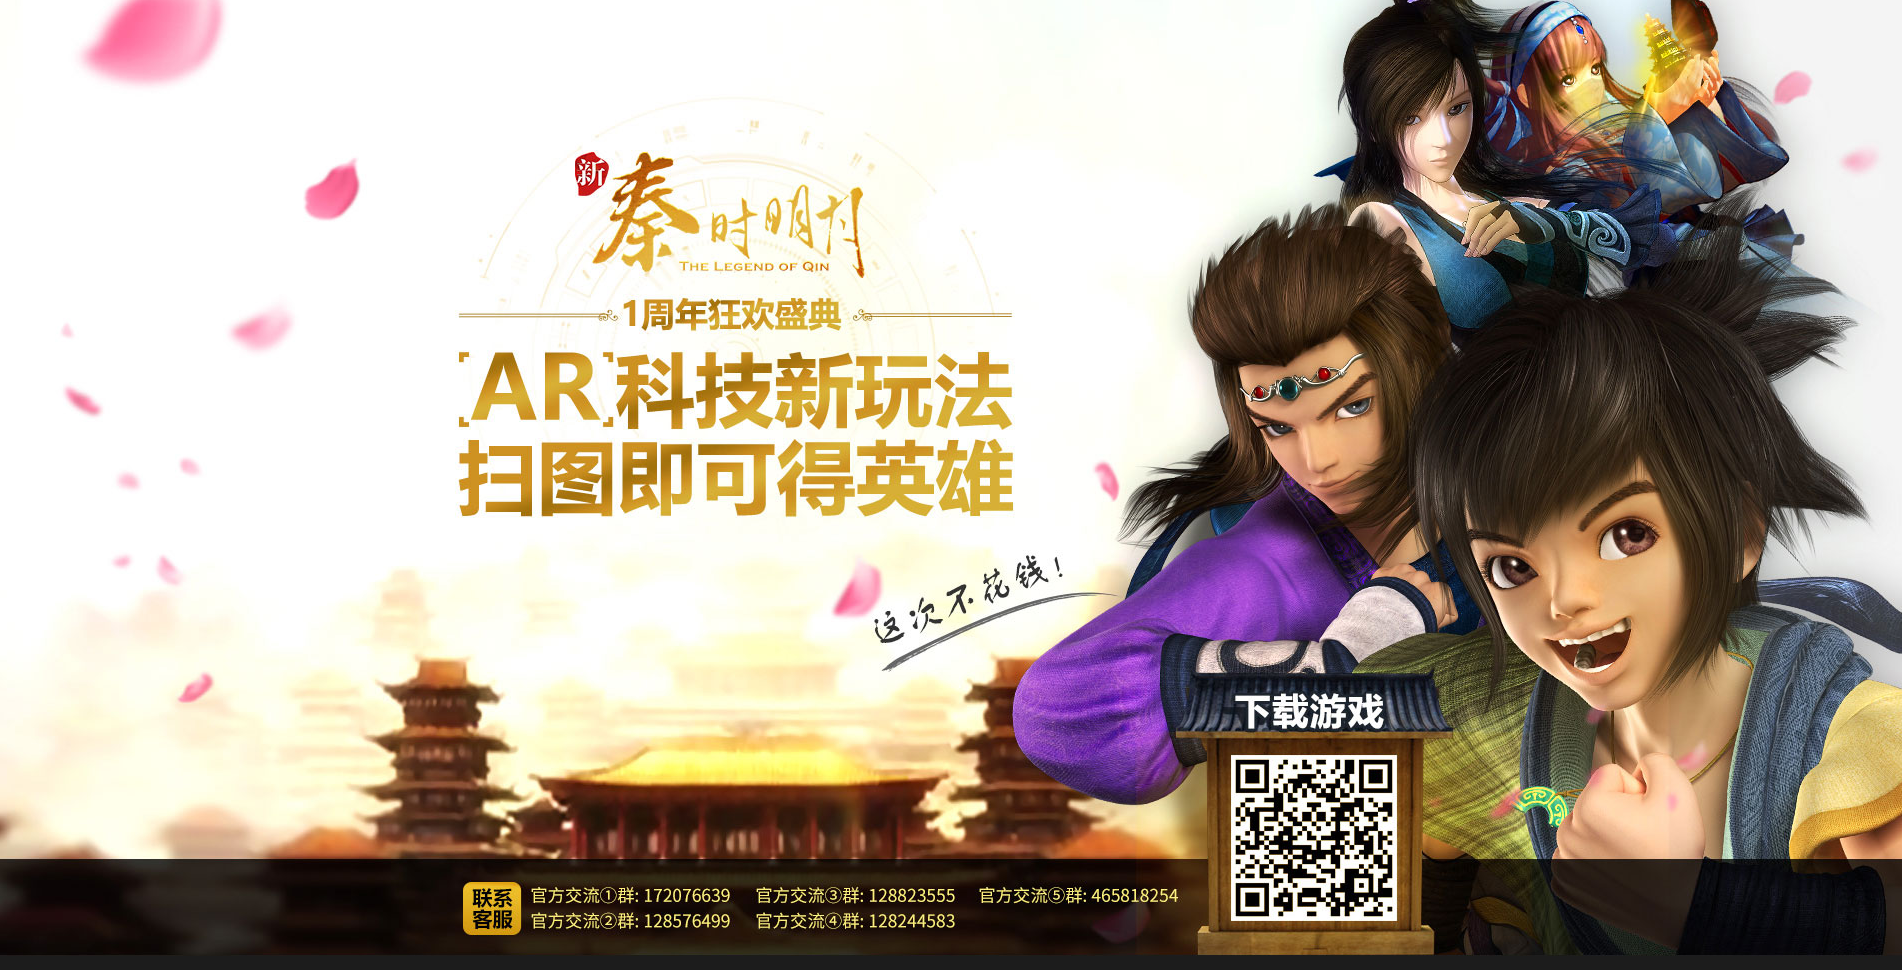 新
秦时明月
THE LEGEND OF QIN
1周年狂欢盛典
[AR]科技新玩法
扫图即可得英雄
这次不花钱!
下载游戏
联系客服
官方交流①群: 172076639 官方交流③群: 128823555 官方交流⑤群: 465818254
官方交流②群: 128576499 官方交流④群: 128244583